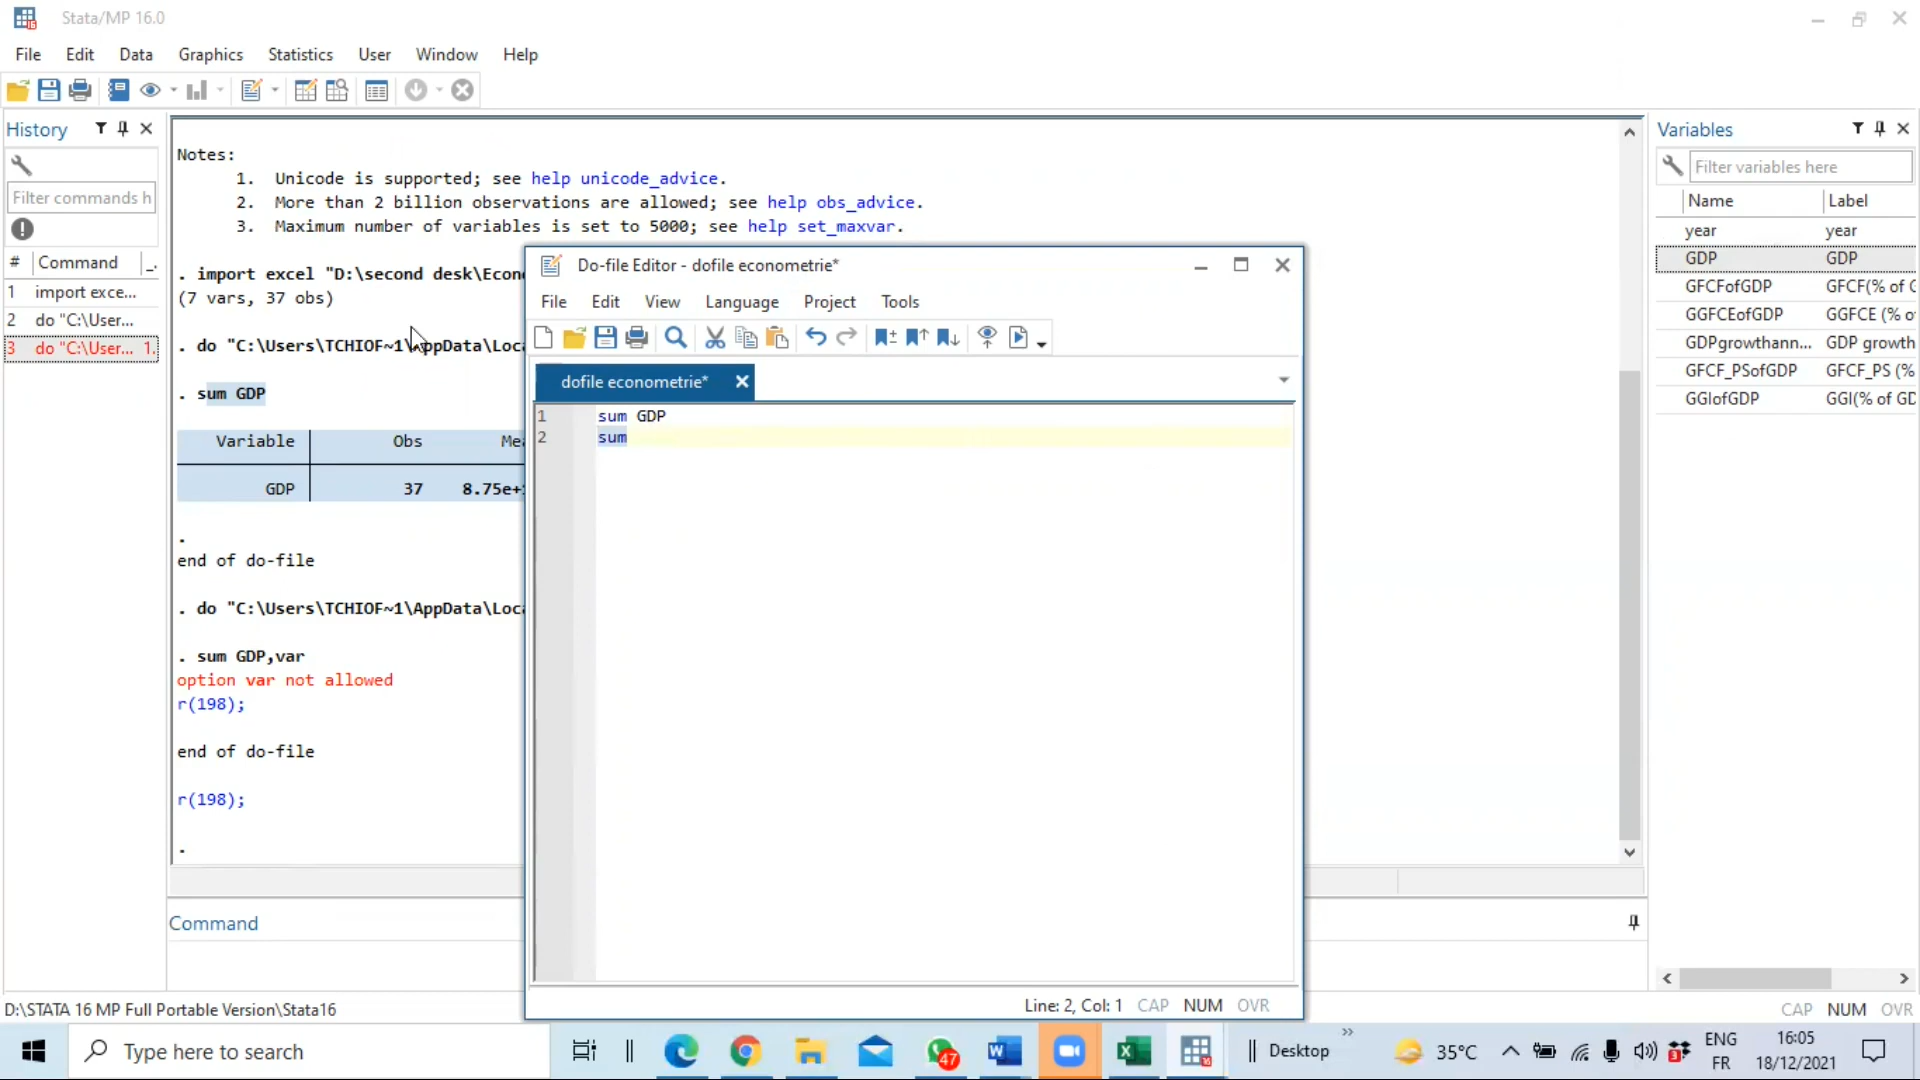 Stata/MP 16.0
File Edit Data Graphics Statistics User Window Help
History
Filter commands h
# Command
1 import exce...
2 do "C:\User...
3 do "C:\User... 1.
Notes:
1. Unicode is supported; see help unicode_advice.
2. More than 2 billion observations are allowed; see help obs_advice.
3. Maximum number of variables is set to 5000; see help set_maxvar.
. import excel "D:\second desk\Econ
(7 vars, 37 obs)
. do "C:\Users\TCHIOF~1\AppData\Loca
. sum GDP
Variable Obs Mea
GDP 37 8.75e+
.
end of do-file
. do "C:\Users\TCHIOF~1\AppData\Loca
. sum GDP,var
option var not allowed
r(198);
end of do-file
r(198);
.
Command
Do-file Editor - dofile econometrie*
File Edit View Language Project Tools
dofile econometrie*
1 sum GDP
2 sum
Line: 2, Col: 1 CAP NUM OVR
Variables
Filter variables here
Name Label
year year
GDP GDP
GFCFofGDP GFCF(% of G
GGFCEofGDP GGFCE (% o
GDPgrowthann... GDP growth
GFCF_PSofGDP GFCF_PS (%
GGIofGDP GGI(% of GD
D:\STATA 16 MP Full Portable Version\Stata16
CAP NUM OVR
Type here to search
47
Desktop
35°C
3
ENG
FR
16:05
18/12/2021